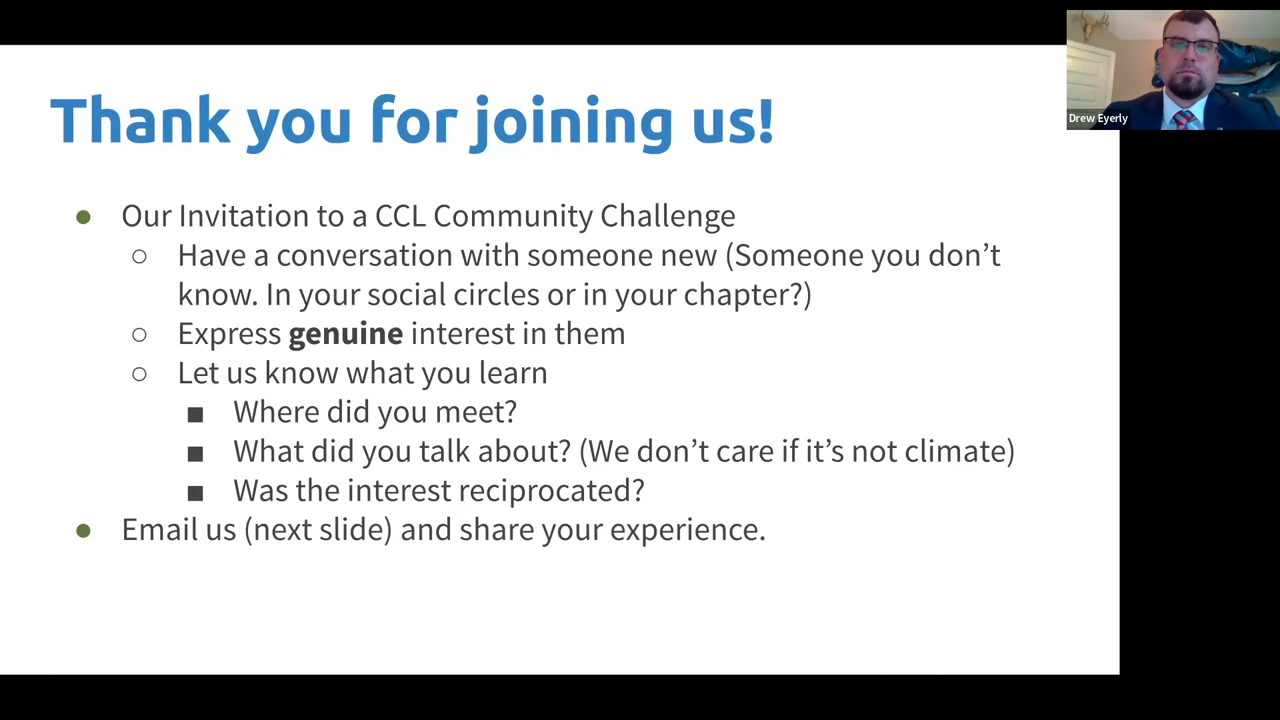 Thank you for joining us!
Drew Eyerly
● Our Invitation to a CCL Community Challenge
○ Have a conversation with someone new (Someone you don't
know. In your social circles or in your chapter?)
○ Express genuine interest in them
○ Let us know what you learn
■ Where did you meet?
■ What did you talk about? (We don't care if it's not climate)
■ Was the interest reciprocated?
● Email us (next slide) and share your experience.